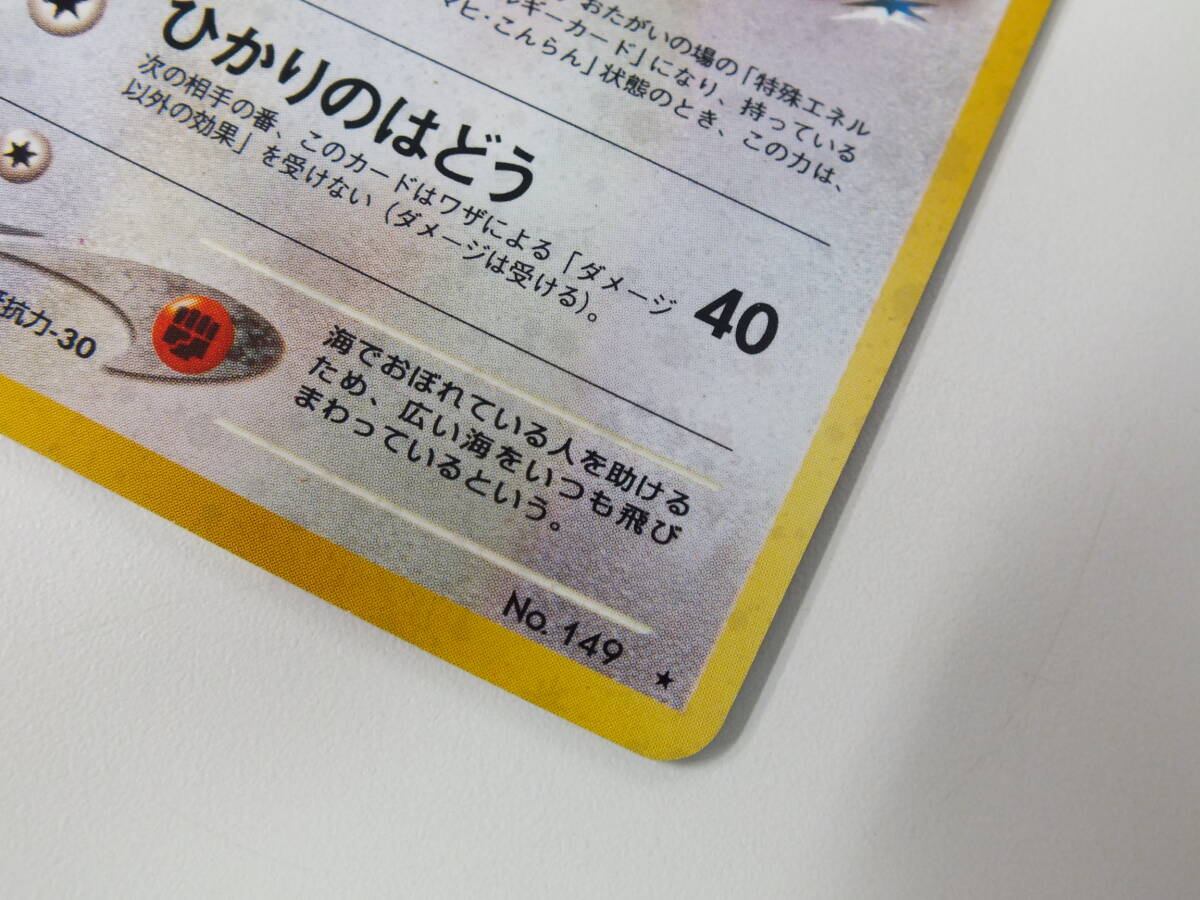 おたがいの場の「特殊エネル
ルギーカード」になり、持っている
マヒ・こんらん」状態のとき、この力は、
ひかりのはどう
40
次の相手の番、このカードはワザによる「ダメージ
以外の効果」を受けない（ダメージは受ける）。
抗力-30
海でおぼれている人を助ける
ため、広い海をいつも飛び
まわっているという。
No. 149
★